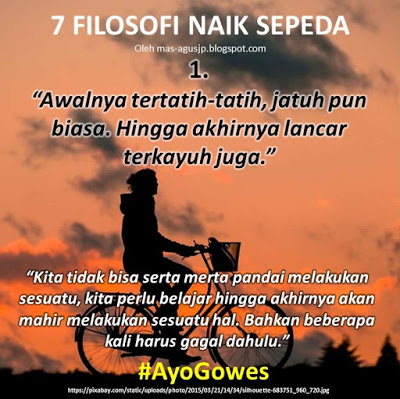 7 FILOSOFI NAIK SEPEDA
Oleh mas-agusjp.blogspot.com
1.
“Awalnya tertatih-tatih, jatuh pun
biasa. Hingga akhirnya lancar
terkayuh juga.”
“Kita tidak bisa serta merta pandai melakukan
sesuatu, kita perlu belajar hingga akhirnya akan
mahir melakukan sesuatu hal. Bahkan beberapa
kali harus gagal dahulu.”
#AyoGowes
https://pixabay.com/static/uploads/photo/2015/03/21/14/34/silhouette-683751_960_720.jpg